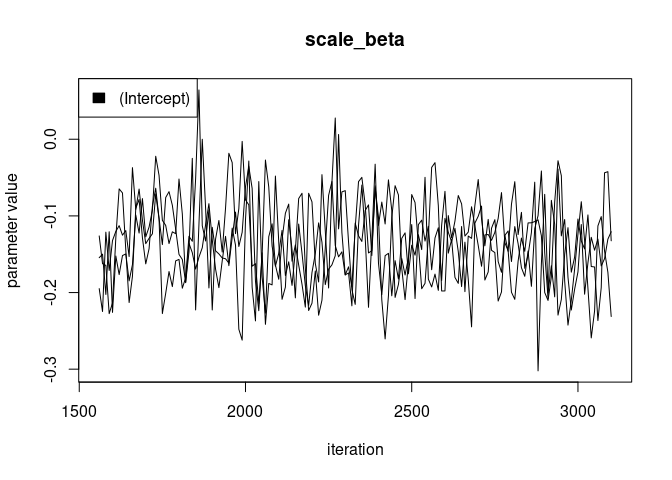 scale_beta
(Intercept)
parameter value
0.0
-0.1
-0.2
-0.3
1500 2000 2500 3000
iteration